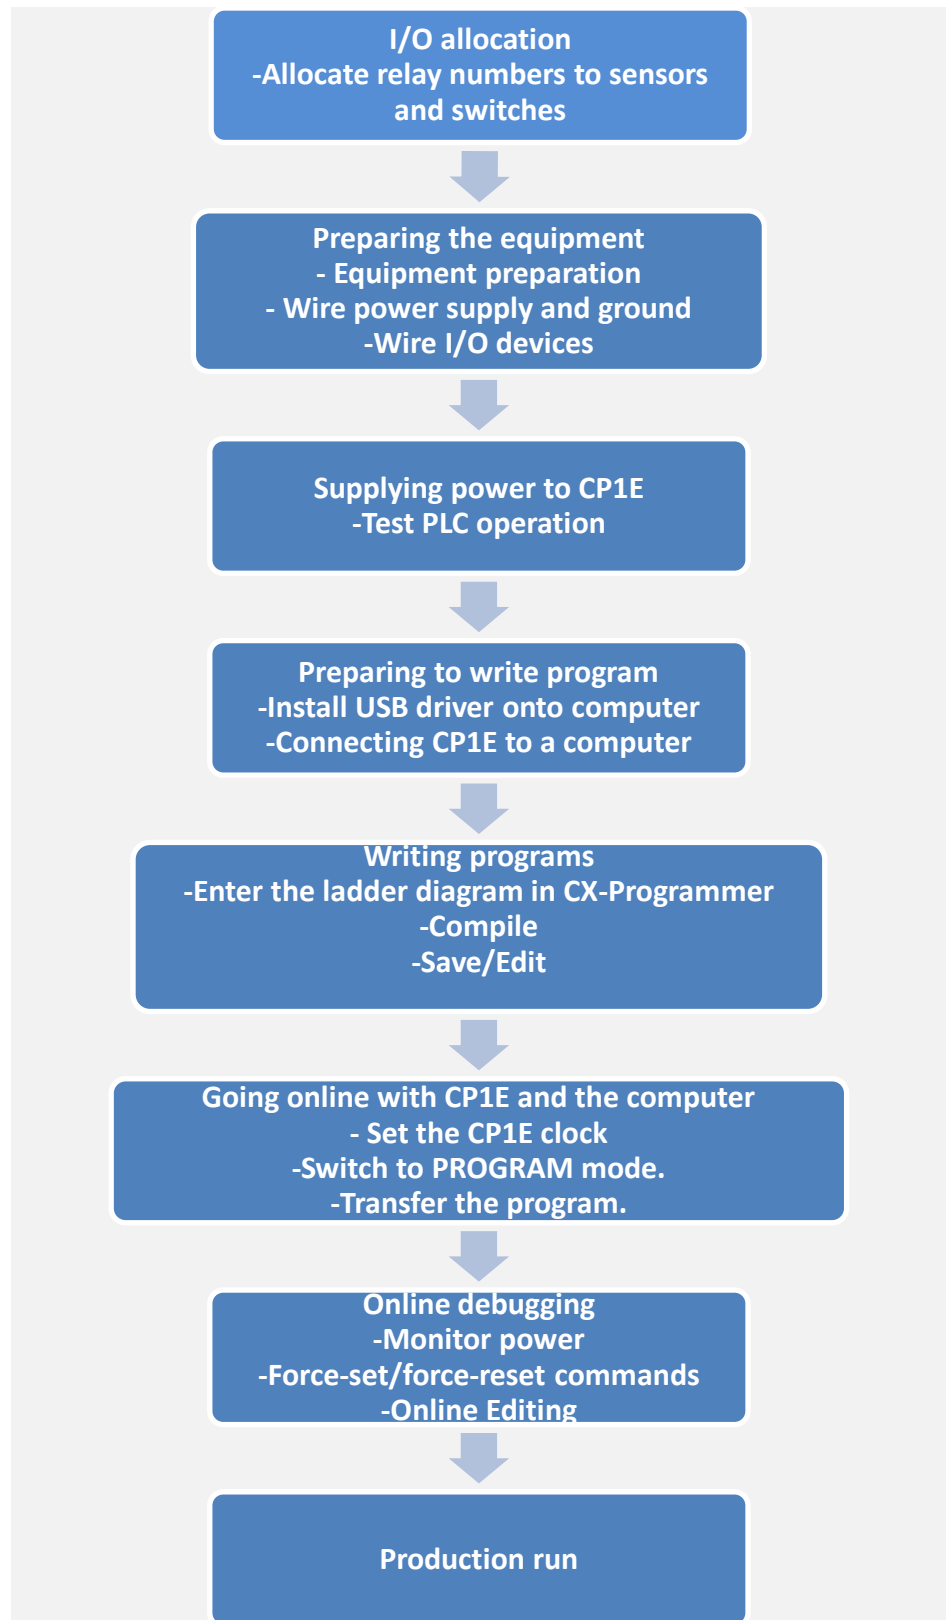 I/O allocation
-Allocate relay numbers to sensors
and switches
Preparing the equipment
- Equipment preparation
- Wire power supply and ground
-Wire I/O devices
Supplying power to CP1E
-Test PLC operation
Preparing to write program
-Install USB driver onto computer
-Connecting CP1E to a computer
Writing programs
-Enter the ladder diagram in CX-Programmer
-Compile
-Save/Edit
Going online with CP1E and the computer
- Set the CP1E clock
-Switch to PROGRAM mode.
-Transfer the program.
Online debugging
-Monitor power
-Force-set/force-reset commands
-Online Editing
Production run